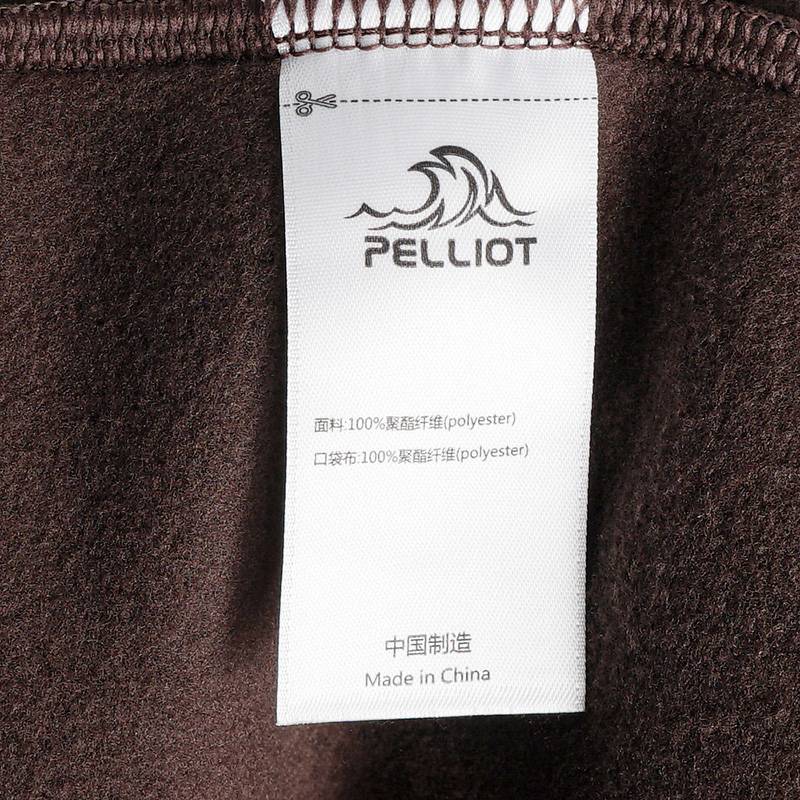 PELLIOT
面料:100%聚酯纤维(polyester)
口袋布:100%聚酯纤维(polyester)
中国制造
Made in China